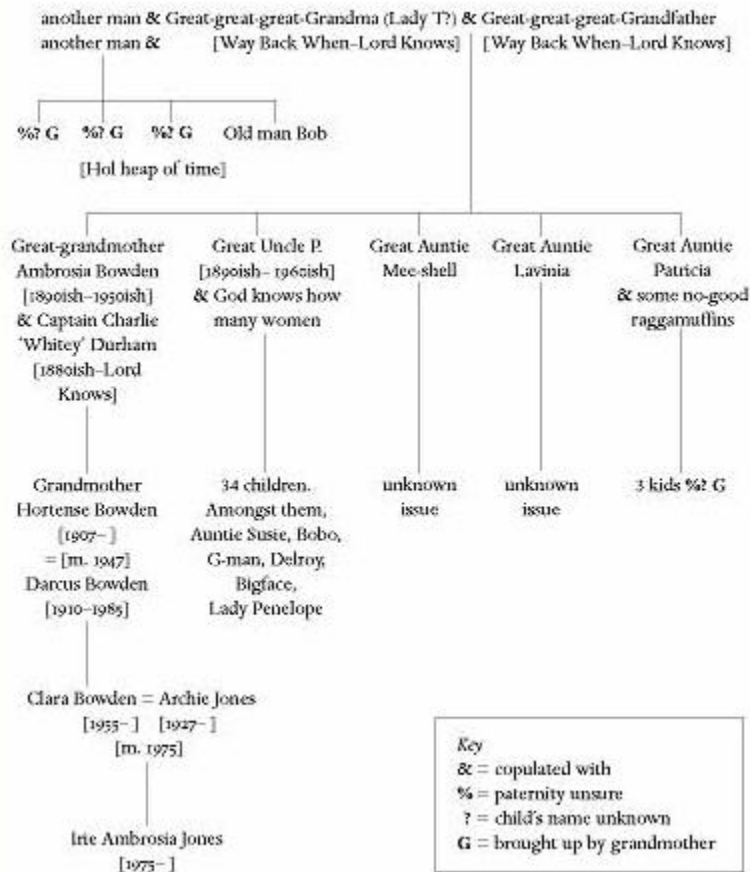 another man & Great-great-great-Grandma (Lady T?) & Great-great-great-Grandfather
another man & [Way Back When–Lord Knows] [Way Back When–Lord Knows]
%? G %? G %? G Old man Bob
[Hol heap of time]
Great-grandmother
Ambrosia Bowden
[1890ish–1950ish]
& Captain Charlie
‘Whitey’ Durham
[1880ish–Lord
Knows]
Great Uncle P.
[1890ish–1960ish]
& God knows how
many women
Great Auntie
Mee-shell
Great Auntie
Lavinia
Great Auntie
Patricia
& some no-good
raggamuffins
Grandmother
Hortense Bowden
[1907– ]
= [m. 1947]
Darcus Bowden
[1910–1985]
34 children.
Amongst them,
Auntie Susie, Bobo,
G-man, Delroy,
Bigface,
Lady Penelope
unknown
issue
unknown
issue
3 kids %? G
Clara Bowden = Archie Jones
[1955– ] [1927– ]
[m. 1975]
Irie Ambrosia Jones
[1975– ]
Key
& = copulated with
% = paternity unsure
? = child's name unknown
G = brought up by grandmother